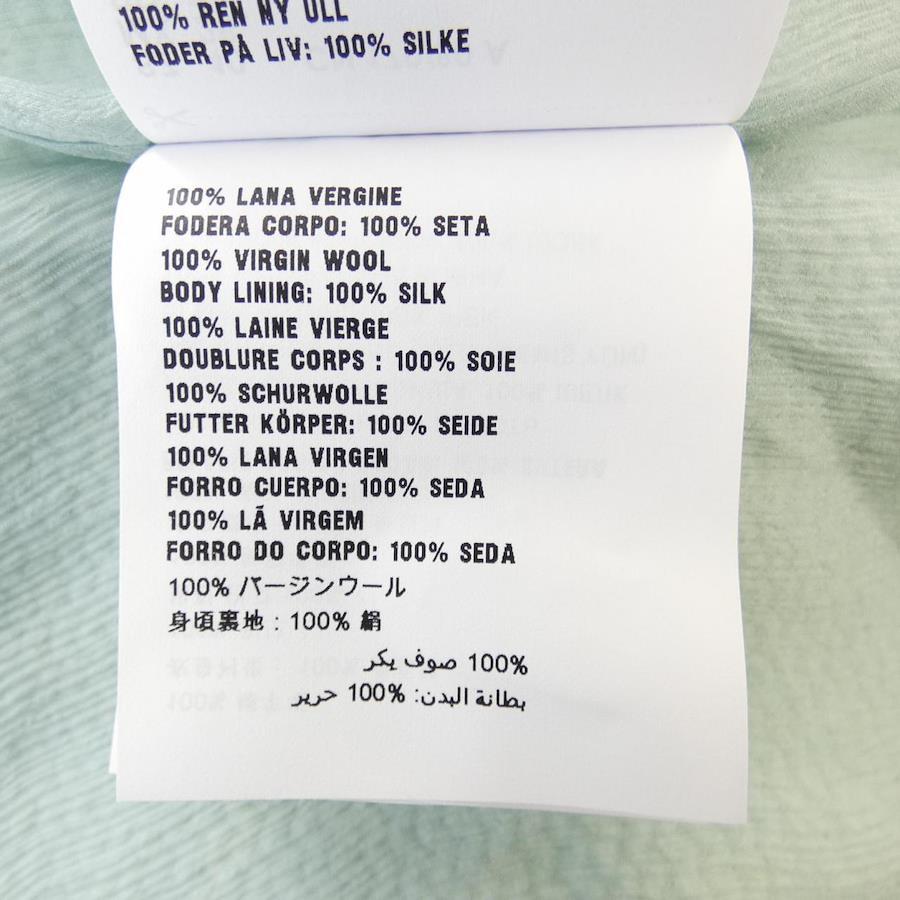 100% REN NY ULL
FODER PÅ LIV: 100% SILKE
100% LANA VERGINE
FODERA CORPO: 100% SETA
100% VIRGIN WOOL
BODY LINING: 100% SILK
100% LAINE VIERGE
DOUBLURE CORPS : 100% SOIE
100% SCHURWOLLE
FUTTER KÖRPER: 100% SEIDE
100% LANA VIRGEN
FORRO CUERPO: 100% SEDA
100% LÃ VIRGEM
FORRO DO CORPO: 100% SEDA
100% バージンウール
身頃裏地 : 100% 絹
100% صوف بكر
بطانة البدن: 100% حرير